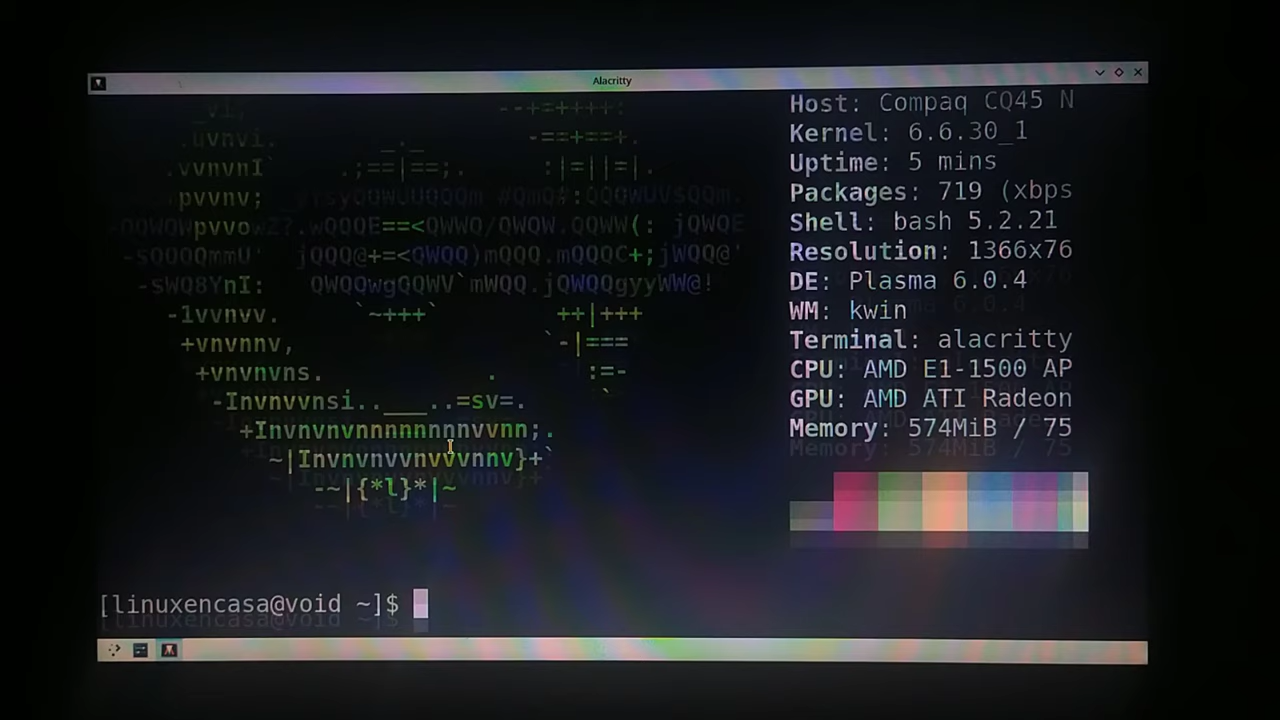 Alacritty
Host: Compaq CQ45 N
Kernel: 6.6.30_1
Uptime: 5 mins
Packages: 719 (xbps
Shell: bash 5.2.21
Resolution: 1366x76
DE: Plasma 6.0.4
WM: kwin
Terminal: alacritty
CPU: AMD E1-1500 AP
GPU: AMD ATI Radeon
Memory: 574MiB / 75
[linuxencasa@void ~]$